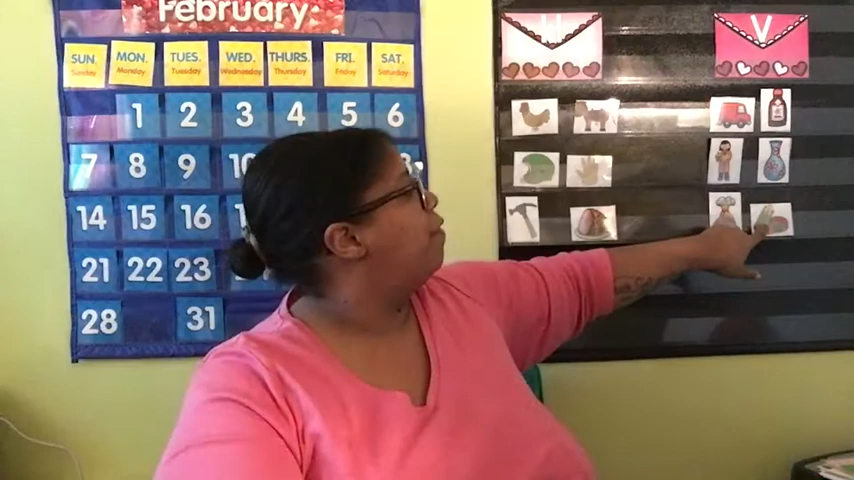 February
SUN. MON. TUES. WED. THURS. FRI. SAT.
Sunday Monday Tuesday Wednesday Thursday Friday Saturday
1 2 3 4 5 6
7 8 9 10
14 15 16
21 22 23
28 31
H
V